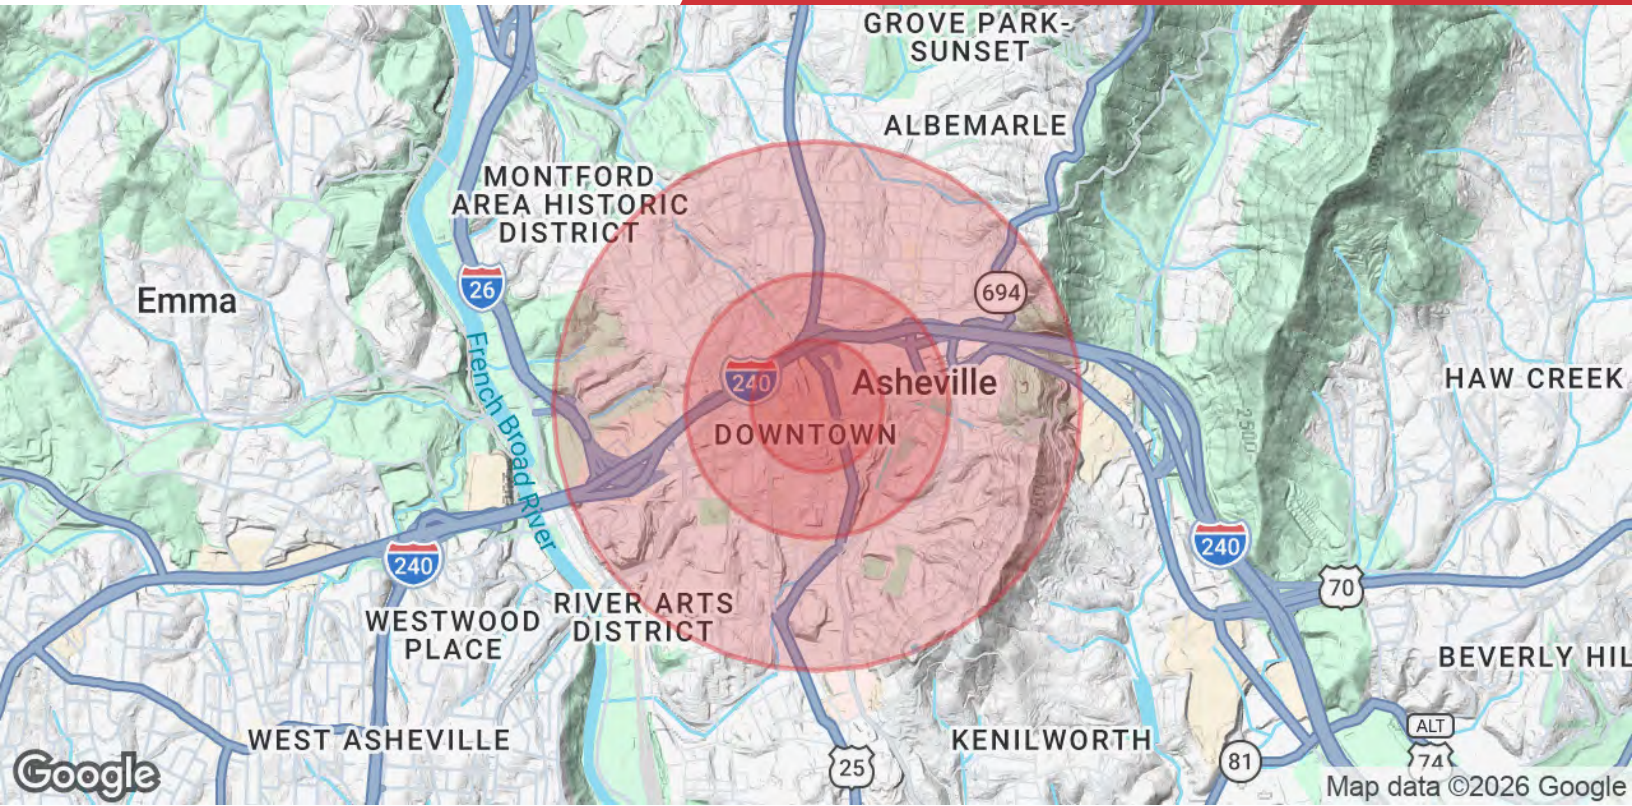 GROVE PARK-
SUNSET
ALBEMARLE
MONTFORD
AREA HISTORIC
DISTRICT
26
694
Emma
French Broad River
240
Asheville
HAW CREEK
DOWNTOWN
2500
240
240
70
RIVER ARTS
DISTRICT
WESTWOOD
PLACE
BEVERLY HIL
WEST ASHEVILLE
KENILWORTH
ALT
74
81
25
Google
Map data ©2026 Google